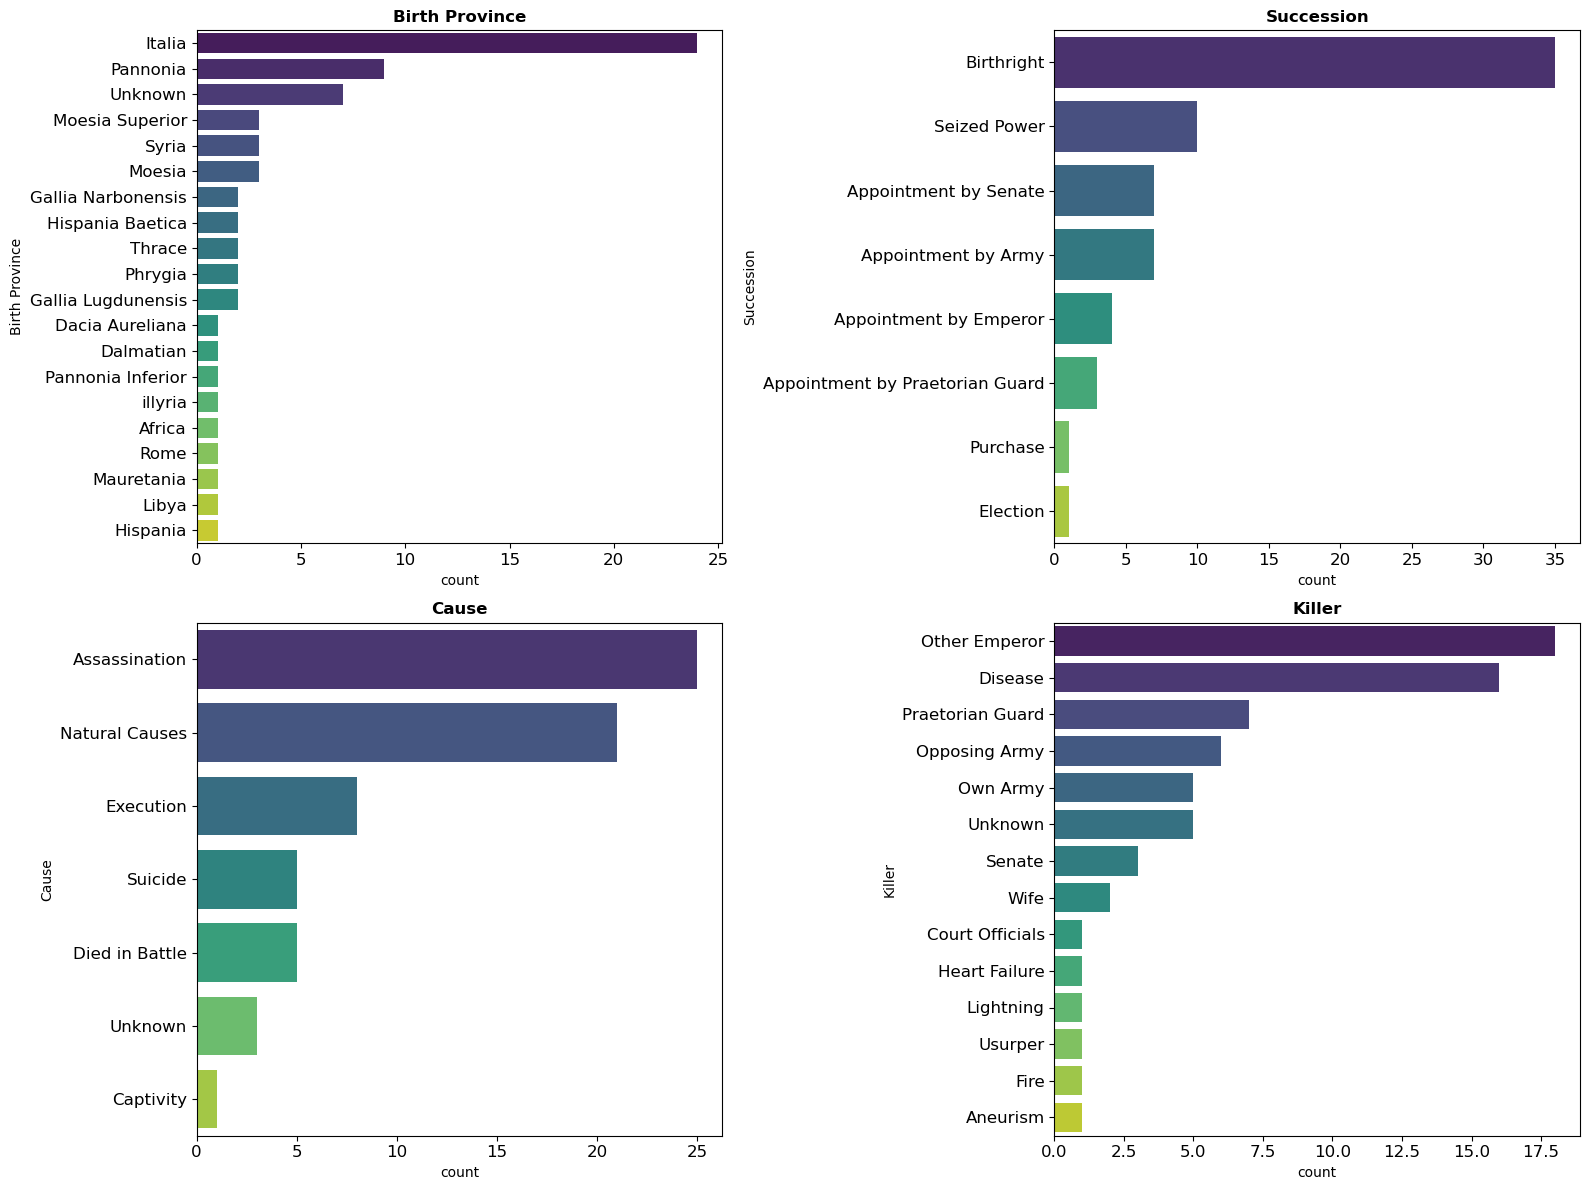 Birth Province
Italia
Pannonia
Unknown
Moesia Superior
Syria
Moesia
Gallia Narbonensis
Hispania Baetica
Thrace
Phrygia
Gallia Lugdunensis
Dacia Aureliana
Dalmatian
Pannonia Inferior
illyria
Africa
Rome
Mauretania
Libya
Hispania
Birth Province
0 5 10 15 20 25
count
Succession
Birthright
Seized Power
Appointment by Senate
Appointment by Army
Appointment by Emperor
Appointment by Praetorian Guard
Purchase
Election
Succession
0 5 10 15 20 25 30 35
count
Cause
Assassination
Natural Causes
Execution
Suicide
Died in Battle
Unknown
Captivity
Cause
0 5 10 15 20 25
count
Killer
Other Emperor
Disease
Praetorian Guard
Opposing Army
Own Army
Unknown
Senate
Wife
Court Officials
Heart Failure
Lightning
Usurper
Fire
Aneurism
Killer
0.0 2.5 5.0 7.5 10.0 12.5 15.0 17.5
count